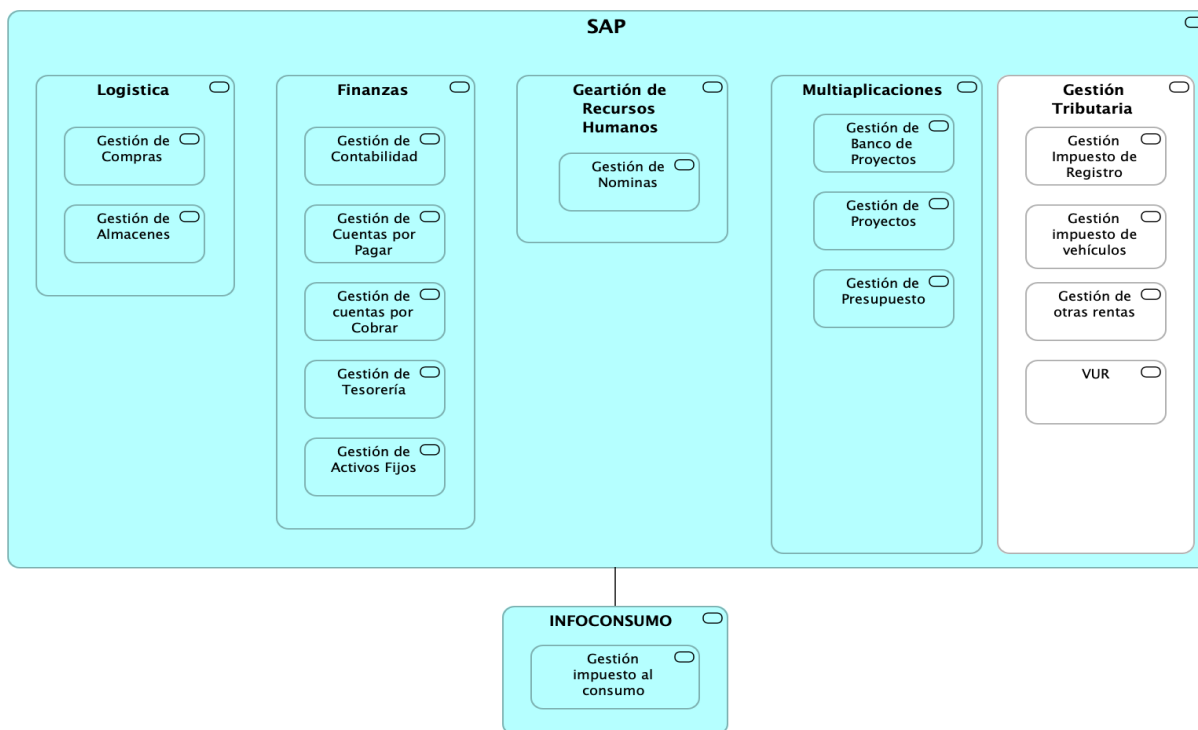 SAP
Logistica
Gestión de
Compras
Gestión de
Almacenes
Finanzas
Gestión de
Contabilidad
Gestión de
Cuentas por
Pagar
Gestión de
cuentas por
Cobrar
Gestión de
Tesorería
Gestión de
Activos Fijos
Geartión de
Recursos
Humanos
Gestión de
Nominas
Multiaplicaciones
Gestión de
Banco de
Proyectos
Gestión de
Proyectos
Gestión de
Presupuesto
Gestión
Tributaria
Gestión
Impuesto de
Registro
Gestión
impuesto de
vehículos
Gestión de
otras rentas
VUR
INFOCONSUMO
Gestión
impuesto al
consumo